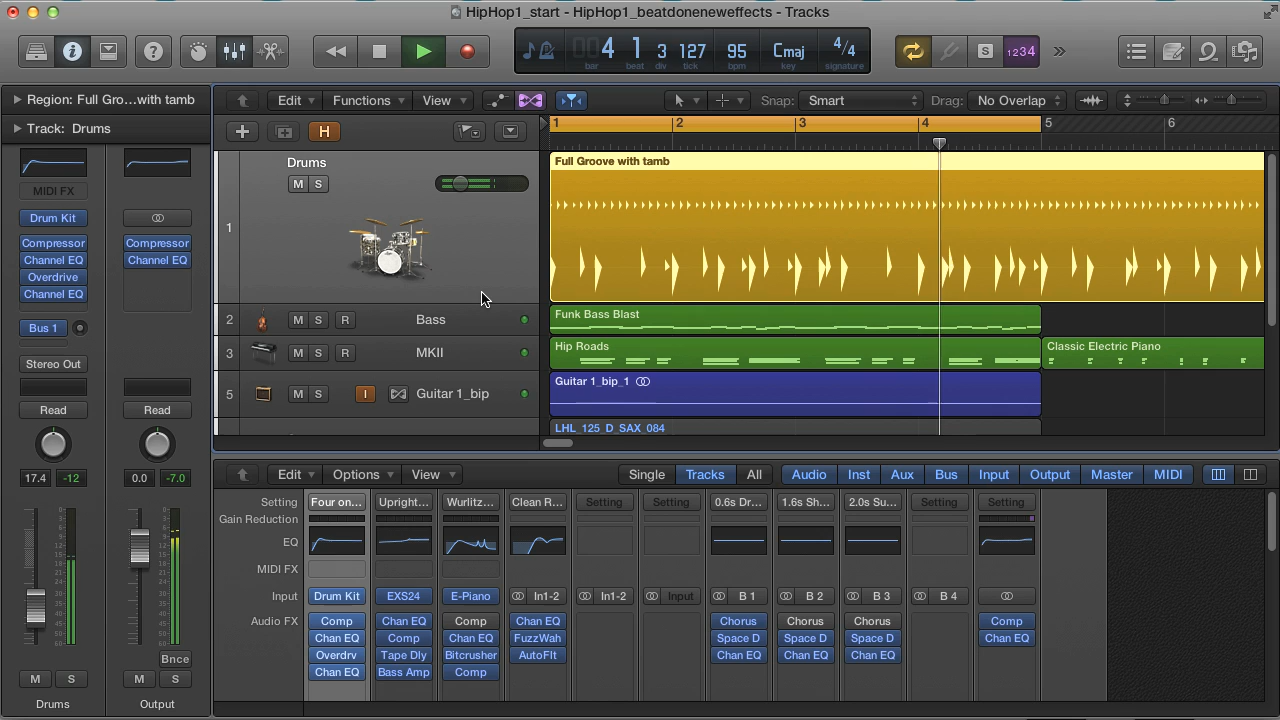 HipHop1_start - HipHop1_beatdoneneweffects - Tracks
4 1 3 127 95 Cmaj 4/4
bar beat div tick bpm key signature
S 1234
Region: Full Gro...with tamb
Edit Functions View Snap: Smart Drag: No Overlap
Track: Drums
H
1 2 3 4 5 6
MIDI FX
Drum Kit
Compressor Compressor
Channel EQ Channel EQ
Overdrive
Channel EQ
Bus 1
Stereo Out
Read Read
17.4 -12 0.0 -7.0
Bnce
M S M S
Drums Output
Drums
M S
1
Full Groove with tamb
2 M S R Bass
Funk Bass Blast
3 M S R MKII
Hip Roads
Classic Electric Piano
5 M S I Guitar 1_bip
Guitar 1_bip_1
LHL_125_D_SAX_084
Edit Options View Single Tracks All Audio Inst Aux Bus Input Output Master MIDI
Setting Four on... Upright... Wurlitz... Clean R... Setting Setting 0.6s Dr... 1.6s Sh... 2.0s Su... Setting Setting
Gain Reduction
EQ
MIDI FX
Input Drum Kit EXS24 E-Piano In1-2 In1-2 Input B 1 B 2 B 3 B 4
Audio FX Comp Chan EQ Comp Chan EQ Chorus Chorus Chorus Comp
Chan EQ Comp Chan EQ FuzzWah Space D Space D Space D Chan EQ
Overdrv Tape Dly Bitcrusher AutoFlt Chan EQ Chan EQ Chan EQ
Chan EQ Bass Amp Comp